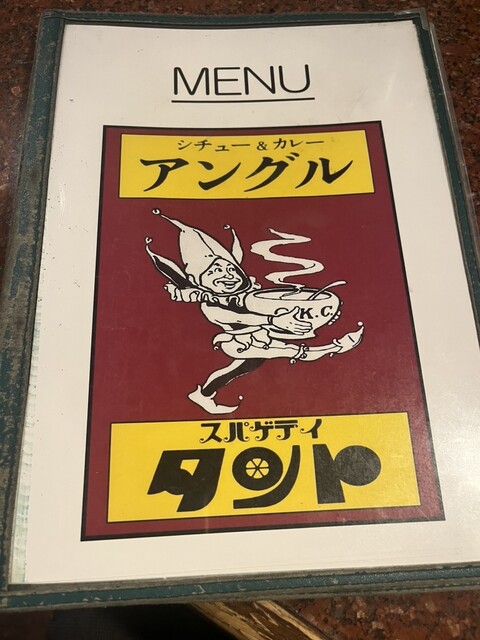 MENU
シチュー&カレー
アングル
K.C.
スパゲティ
タント